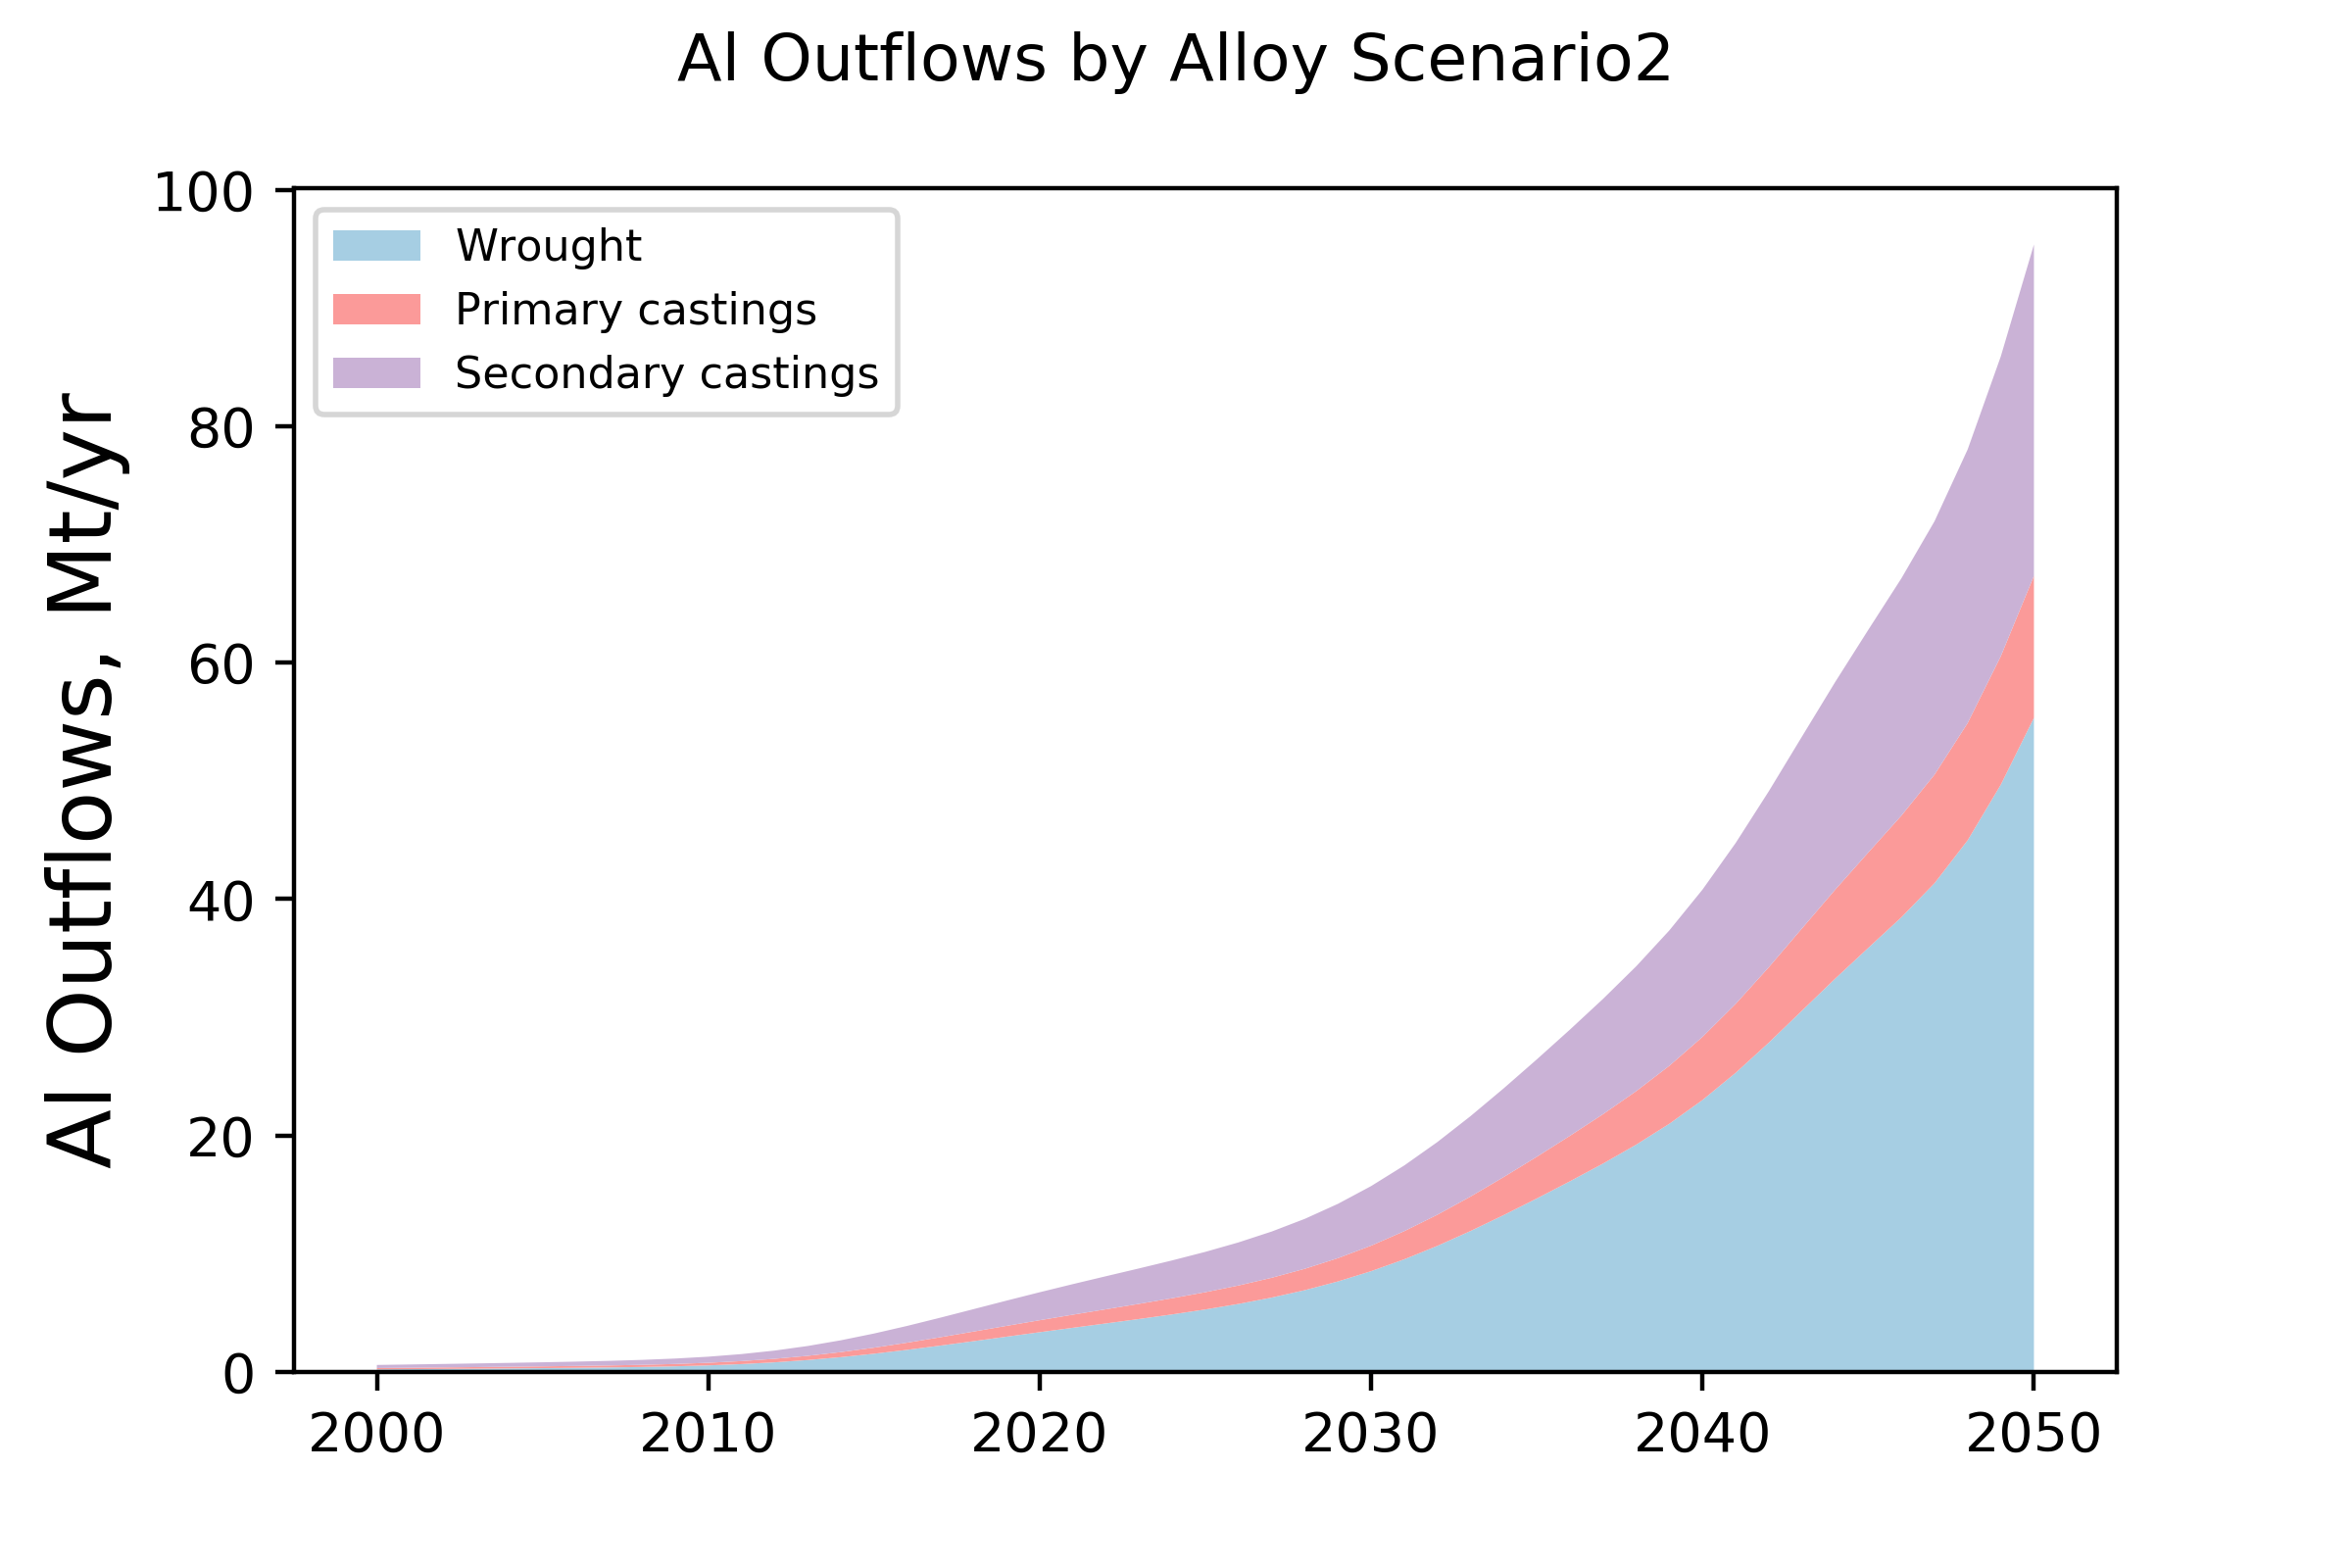 Al Outflows by Alloy Scenario2
Al Outflows, Mt/yr
100
80
60
40
20
0
Wrought
Primary castings
Secondary castings
2000 2010 2020 2030 2040 2050